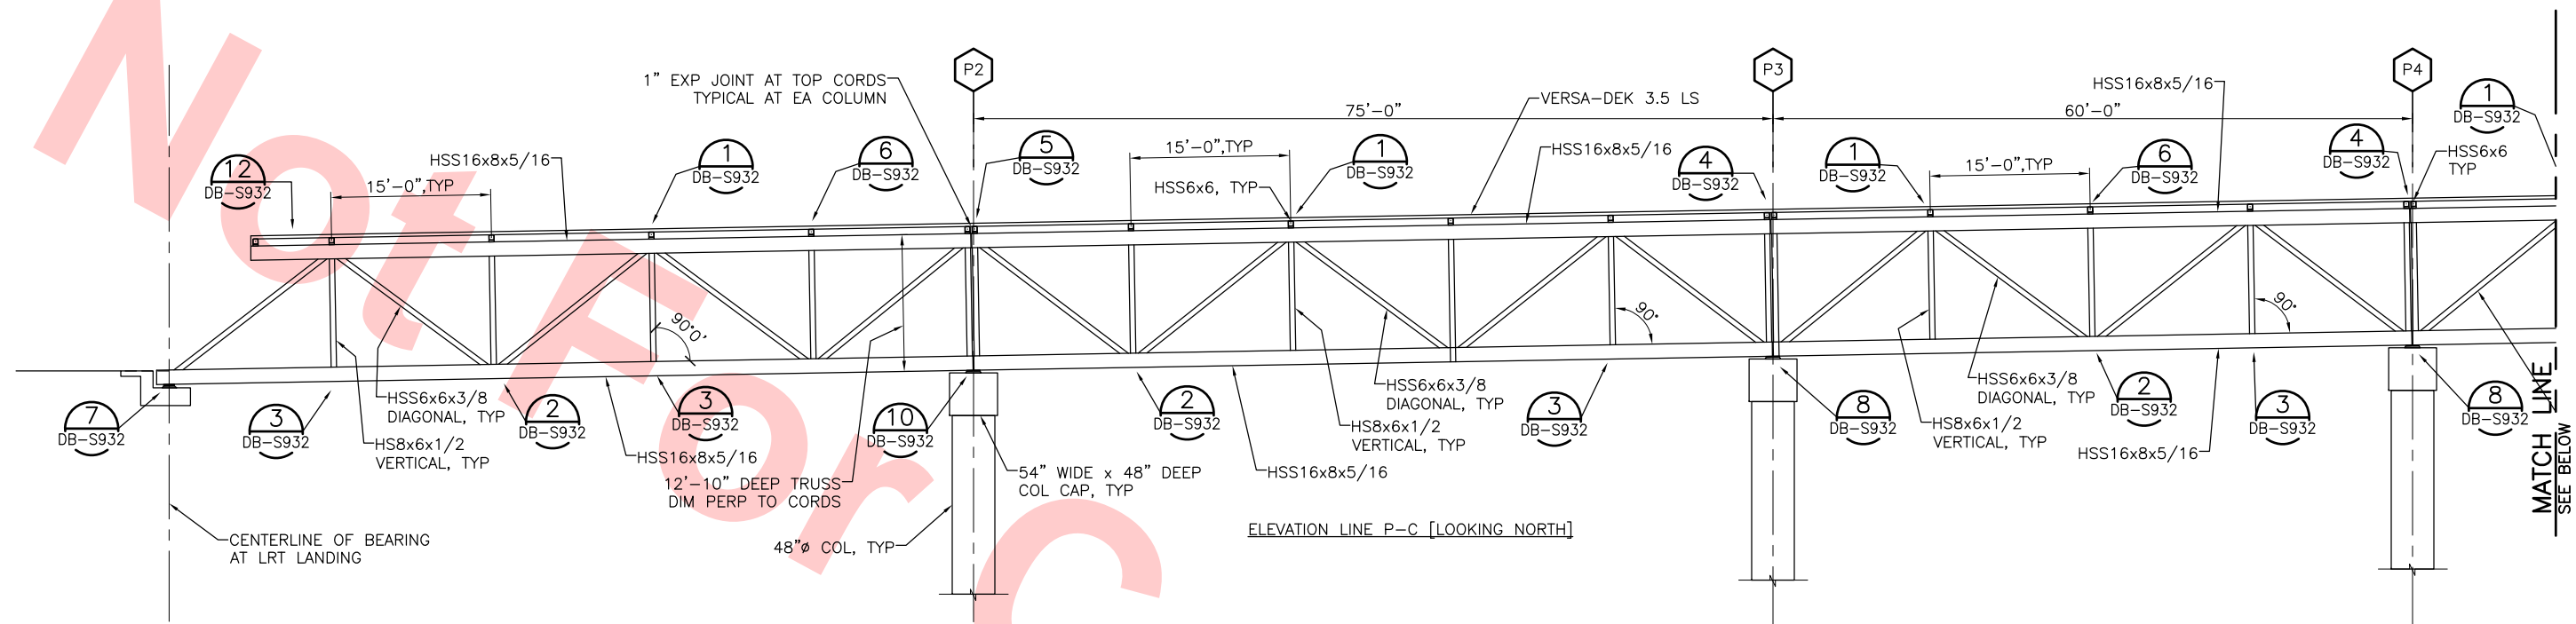 P2
P3
P4
1" EXP JOINT AT TOP CORDS
TYPICAL AT EA COLUMN
75'-0"
VERSA-DEK 3.5 LS
60'-0"
HSS16x8x5/16
1
DB-S932
12
DB-S932
15'-0",TYP
HSS16x8x5/16
1
DB-S932
6
DB-S932
5
DB-S932
15'-0",TYP
HSS6x6, TYP
1
DB-S932
HSS16x8x5/16
4
DB-S932
1
DB-S932
15'-0",TYP
6
DB-S932
4
DB-S932
HSS6x6
TYP
90°0'
90°
90°
7
DB-S932
3
DB-S932
HSS6x6x3/8
DIAGONAL, TYP
HS8x6x1/2
VERTICAL, TYP
2
DB-S932
3
DB-S932
HSS16x8x5/16
12'-10" DEEP TRUSS
DIM PERP TO CORDS
10
DB-S932
54" WIDE x 48" DEEP
COL CAP, TYP
2
DB-S932
HSS16x8x5/16
HSS6x6x3/8
DIAGONAL, TYP
HS8x6x1/2
VERTICAL, TYP
3
DB-S932
8
DB-S932
HS8x6x1/2
VERTICAL, TYP
HSS6x6x3/8
DIAGONAL, TYP
2
DB-S932
HSS16x8x5/16
3
DB-S932
8
DB-S932
MATCH LINE
SEE BELOW
CENTERLINE OF BEARING
AT LRT LANDING
48"ø COL, TYP
ELEVATION LINE P-C [LOOKING NORTH]
Not For C